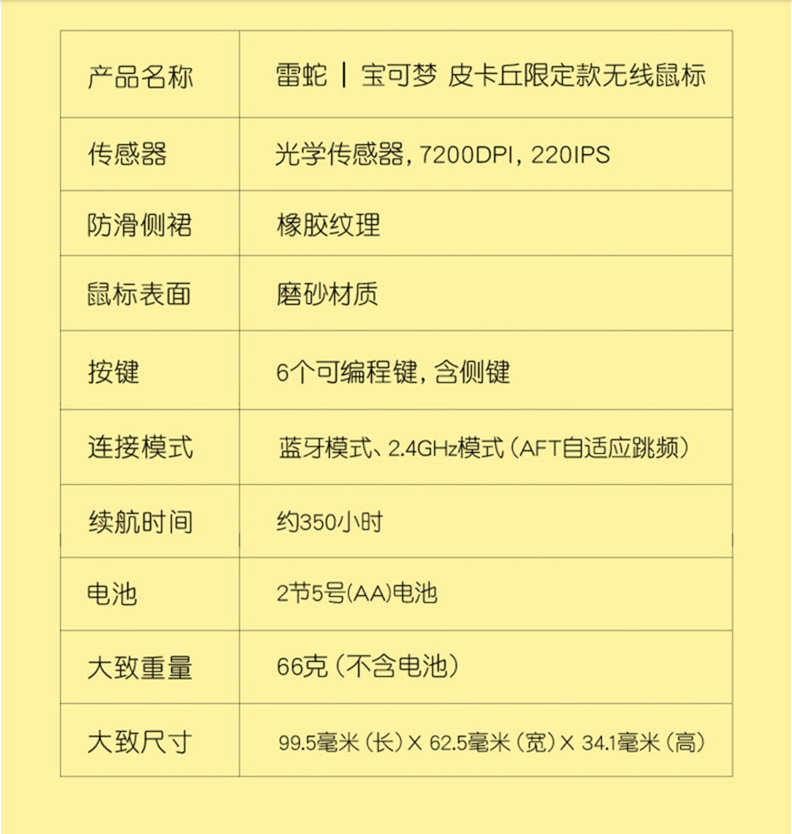 产品名称 雷蛇 | 宝可梦 皮卡丘限定款无线鼠标
传感器 光学传感器, 7200DPI, 220IPS
防滑侧裙 橡胶纹理
鼠标表面 磨砂材质
按键 6个可编程键, 含侧键
连接模式 蓝牙模式、2.4GHz模式 (AFT自适应跳频)
续航时间 约350小时
电池 2节5号(AA)电池
大致重量 66克 (不含电池)
大致尺寸 99.5毫米 (长) X 62.5毫米 (宽) X 34.1毫米 (高)